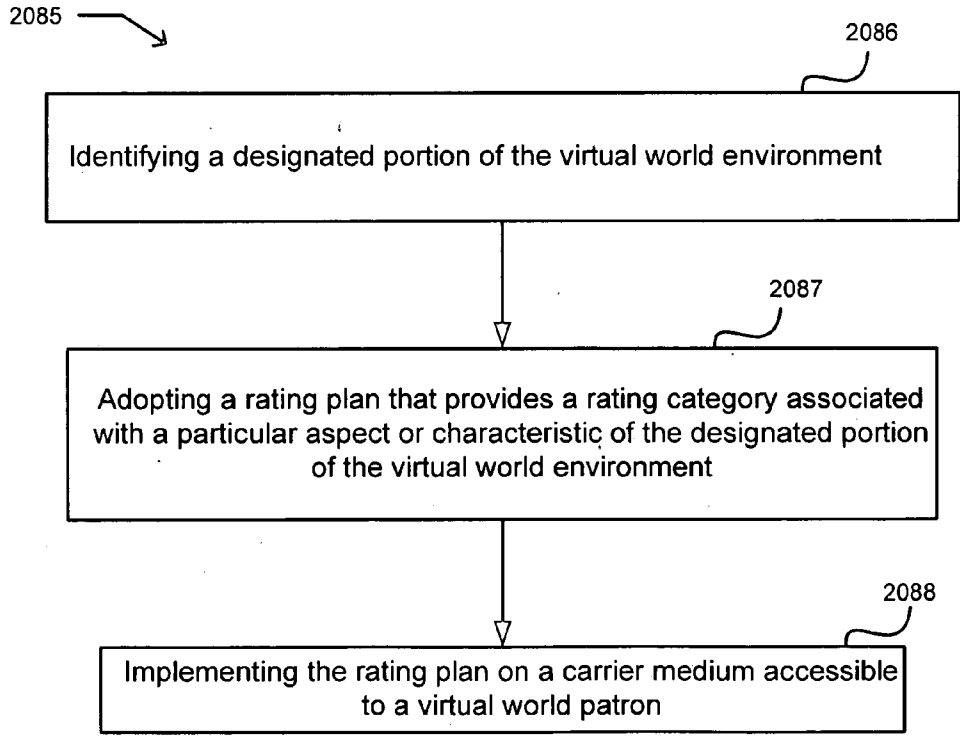 2085
2086
Identifying a designated portion of the virtual world environment
2087
Adopting a rating plan that provides a rating category associated
with a particular aspect or characteristic of the designated portion
of the virtual world environment
2088
Implementing the rating plan on a carrier medium accessible
to a virtual world patron